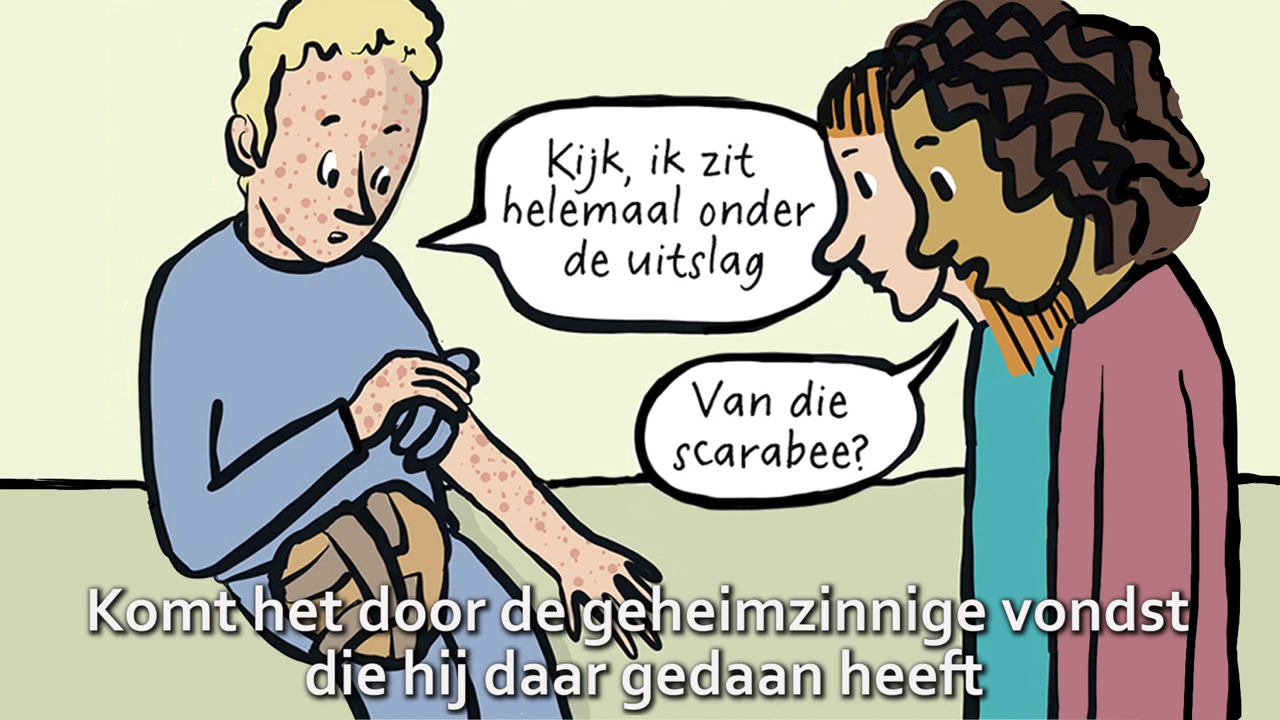 Kijk, ik zit
helemaal onder
de uitslag
Van die
scarabee?
Komt het door de geheimzinnige vondst
die hij daar gedaan heeft